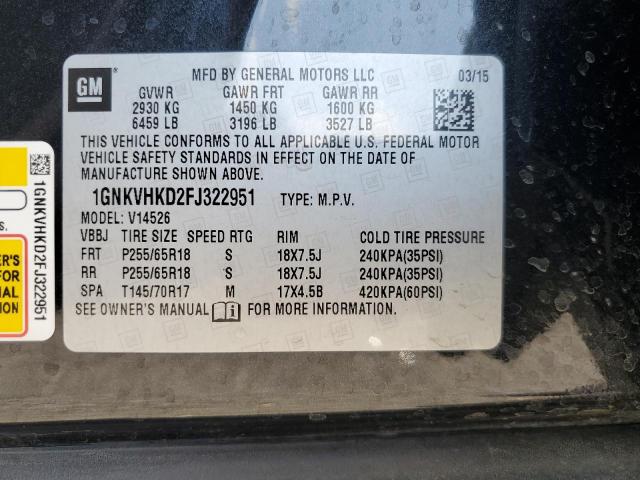 GM
MFD BY GENERAL MOTORS LLC 03/15
GVWR GAWR FRT GAWR RR
2930 KG 1450 KG 1600 KG
6459 LB 3196 LB 3527 LB
THIS VEHICLE CONFORMS TO ALL APPLICABLE U.S. FEDERAL MOTOR
VEHICLE SAFETY STANDARDS IN EFFECT ON THE DATE OF
MANUFACTURE SHOWN ABOVE.
1GNKVHKD2FJ322951 TYPE: M.P.V.
MODEL: V14526
VBBJ TIRE SIZE SPEED RTG RIM COLD TIRE PRESSURE
FRT P255/65R18 S 18X7.5J 240KPA(35PSI)
RR P255/65R18 S 18X7.5J 240KPA(35PSI)
SPA T145/70R17 M 17X4.5B 420KPA(60PSI)
SEE OWNER'S MANUAL i FOR MORE INFORMATION.
1GNKVHKD2FJ322951
ER'S
FOR
NAL
ION